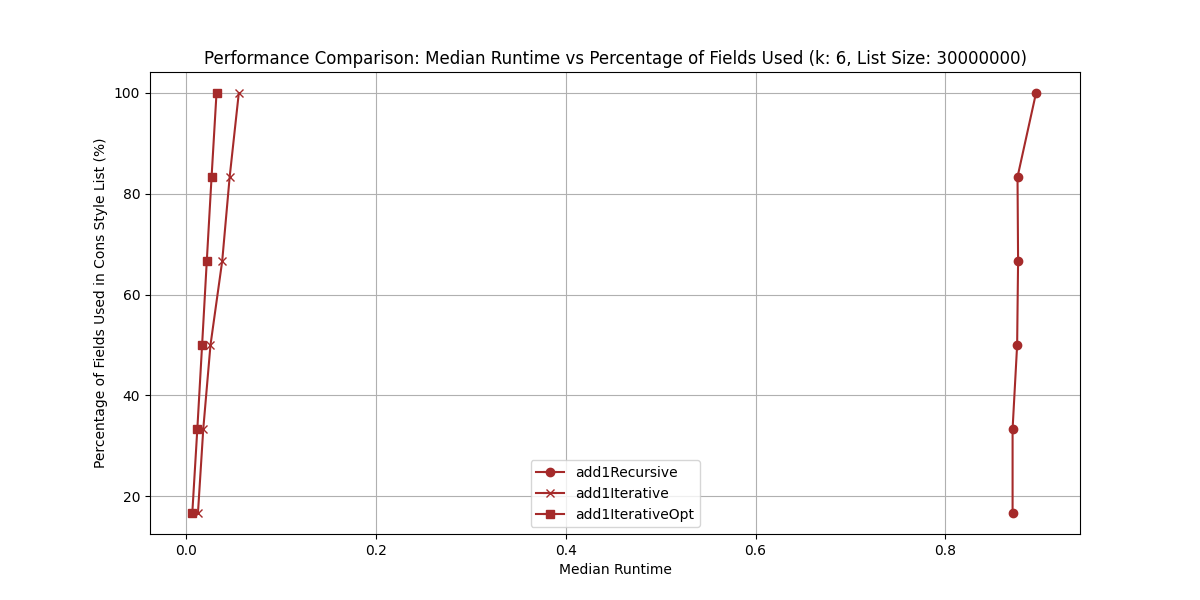 Performance Comparison: Median Runtime vs Percentage of Fields Used (k: 6, List Size: 30000000)
Percentage of Fields Used in Cons Style List (%)
100
80
60
40
20
add1Recursive
add1Iterative
add1IterativeOpt
0.0 0.2 0.4 0.6 0.8
Median Runtime